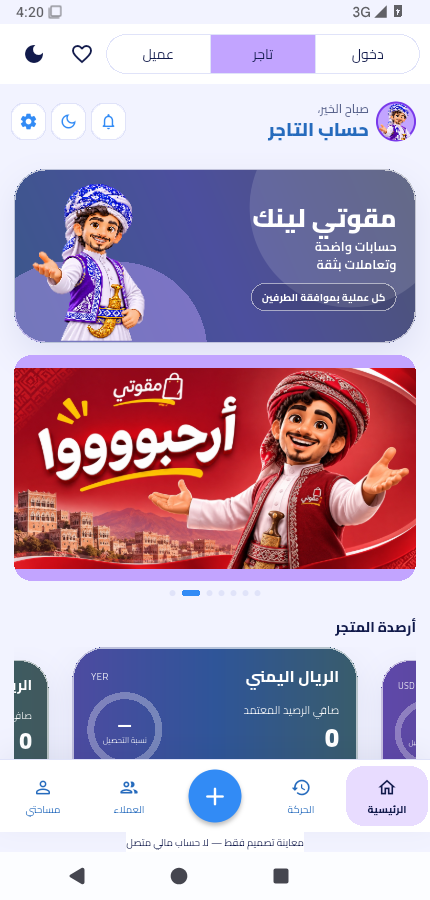 4:20
3G
دخول
تاجر
عميل
صباح الخير،
حساب التاجر
مقوتي لينك
حسابات واضحة
وتعاملات بثقة
كل عملية بموافقة الطرفين
مقوتي
أرحبوووووا
مقوتي
أرصدة المتجر
USD
الريال اليمني
YER
صافي الرصيد المعتمد
0
—
نسبة التحصيل
0
الرئيسية
الحركة
+
العملاء
مساحتي
معاينة تصميم فقط — لا حساب مالي متصل